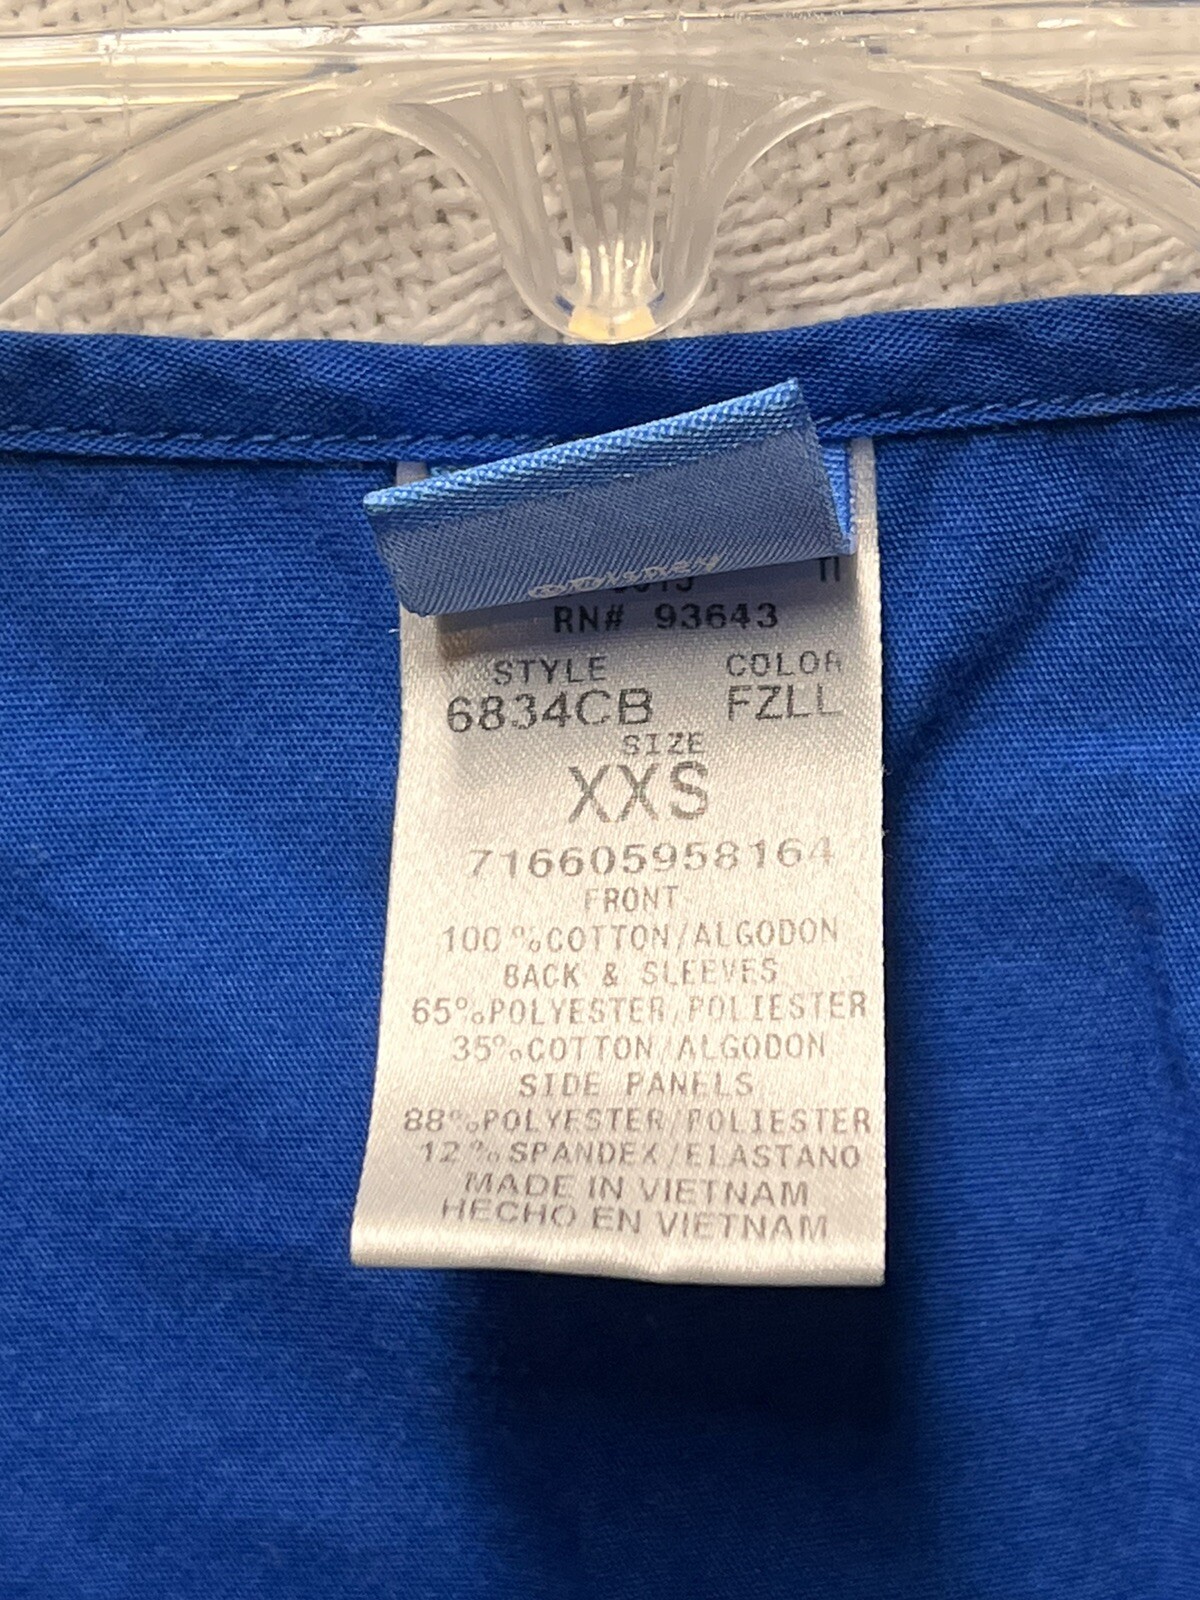 ©Disney
RN# 93643
STYLE COLOR
6834CB FZLL
SIZE
XXS
716605958164
FRONT
100%COTTON/ALGODON
BACK & SLEEVES
65%POLYESTER/POLIESTER
35%COTTON/ALGODON
SIDE PANELS
88%POLYESTER/POLIESTER
12%SPANDEX/ELASTANO
MADE IN VIETNAM
HECHO EN VIETNAM